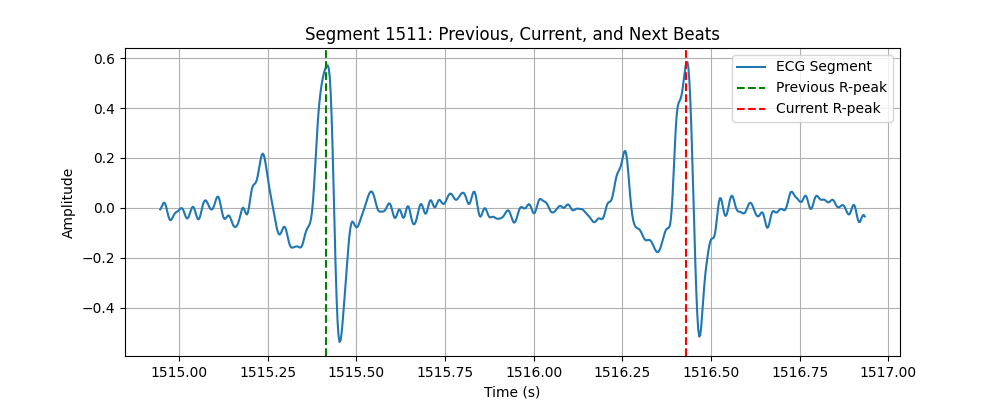 Segment 1511: Previous, Current, and Next Beats
ECG Segment
Previous R-peak
Current R-peak
0.6
0.4
0.2
0.0
−0.2
−0.4
Amplitude
1515.00 1515.25 1515.50 1515.75 1516.00 1516.25 1516.50 1516.75 1517.00
Time (s)